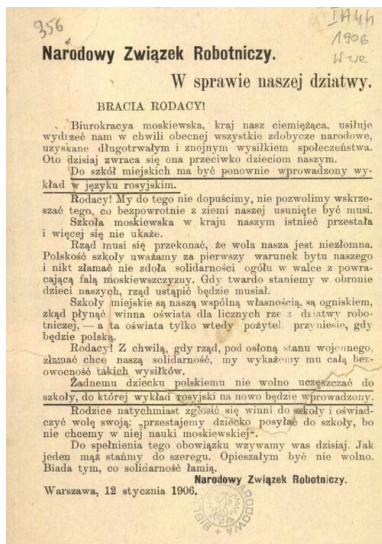 356
IA4h
1906
W-wa
Narodowy Związek Robotniczy.
W sprawie naszej dziatwy.
BRACIA RODACY!
Biurokracya moskiewska, kraj nasz ciemiężąca, usiłuje
wydrzeć nam w chwili obecnej wszystkie zdobycze narodowe,
uzyskane długotrwałym i znojnym wysiłkiem społeczeństwa.
Oto dzisiaj zwraca się ona przeciwko dzieciom naszym.
Do szkół miejskich ma być ponownie wprowadzony wy-
kład w języku rosyjskim.
Rodacy! My do tego nie dopuścimy, nie pozwolimy wskrze-
szać tego, co bezpowrotnie z ziemi naszej usunięte być musi.
Szkoła moskiewska w kraju naszym istnieć przestała
i więcej się nie ukaże.
Rząd musi się przekonać, że wola nasza jest niezłomna.
Polskość szkoły uważamy za pierwszy warunek bytu naszego
i nikt złamać nie zdoła solidarności ogółu w walce z powra-
cającą falą moskiewszczyzny. Gdy twardo staniemy w obronie
dzieci naszych, rząd ustąpić będzie musiał.
Szkoły miejskie są naszą wspólną własnością, są ogniskiem,
zkąd płynąć winna oświata dla licznych rzesz dziatwy robo-
tniczej, — a ta oświata tylko wtedy pożytek przyniesie, gdy
będzie polską.
Rodacy! Z chwilą, gdy rząd, pod osłoną stanu wojennego,
złamać chce naszą solidarność, my wykażemy mu całą bez-
owocność takich wysiłków.
Żadnemu dziecku polskiemu nie wolno uczęszczać do
szkoły, do której wykład rosyjski na nowo będzie wprowadzony.
Rodzice natychmiast zgłosić się winni do szkoły i oświad-
czyć wolę swoją: „przestajemy dziecko posyłać do szkoły, bo
nie chcemy w niej nauki moskiewskiej“.
Do spełnienia tego obowiązku wzywamy was dzisiaj. Jak
jeden mąż stańmy do szeregu. Opieszałym być nie wolno.
Biada tym, co solidarność łamią.
Narodowy Związek Robotniczy.
Warszawa, 12 stycznia 1906.